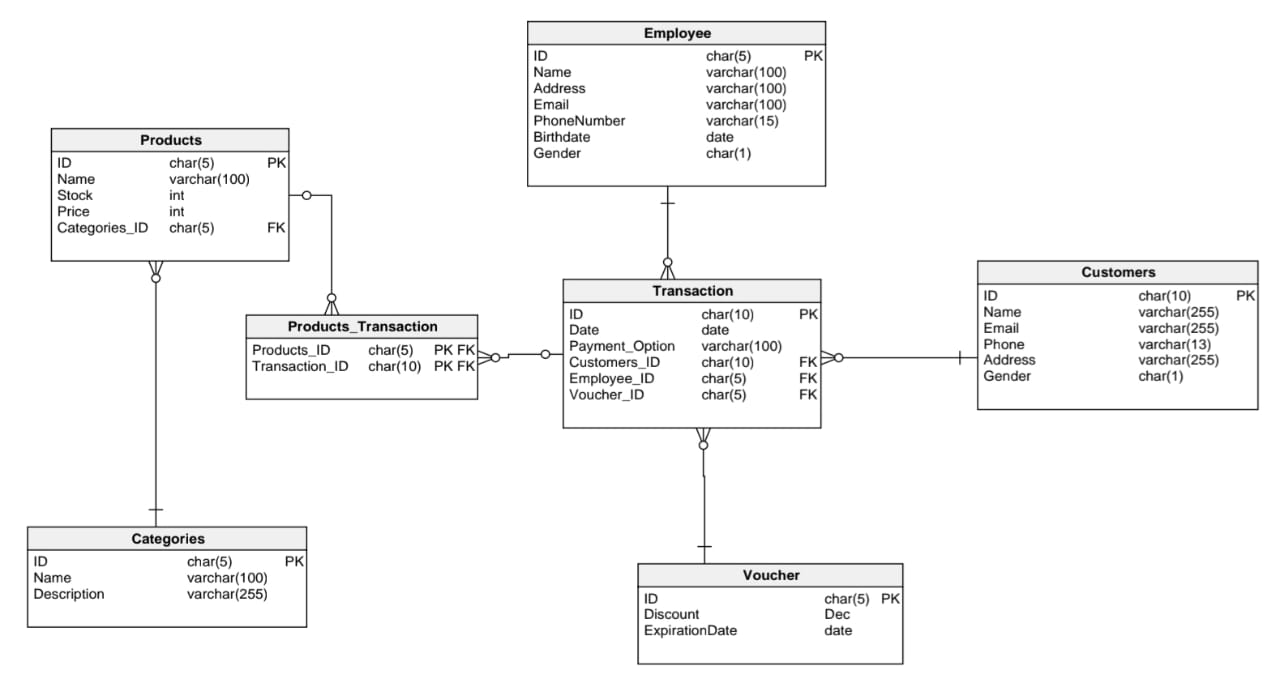 Employee
ID char(5) PK
Name varchar(100)
Address varchar(100)
Email varchar(100)
PhoneNumber varchar(15)
Birthdate date
Gender char(1)
Products
ID char(5) PK
Name varchar(100)
Stock int
Price int
Categories_ID char(5) FK
Products_Transaction
Products_ID char(5) PK FK
Transaction_ID char(10) PK FK
Transaction
ID char(10) PK
Date date
Payment_Option varchar(100)
Customers_ID char(10) FK
Employee_ID char(5) FK
Voucher_ID char(5) FK
Customers
ID char(10) PK
Name varchar(255)
Email varchar(255)
Phone varchar(13)
Address varchar(255)
Gender char(1)
Categories
ID char(5) PK
Name varchar(100)
Description varchar(255)
Voucher
ID char(5) PK
Discount Dec
ExpirationDate date